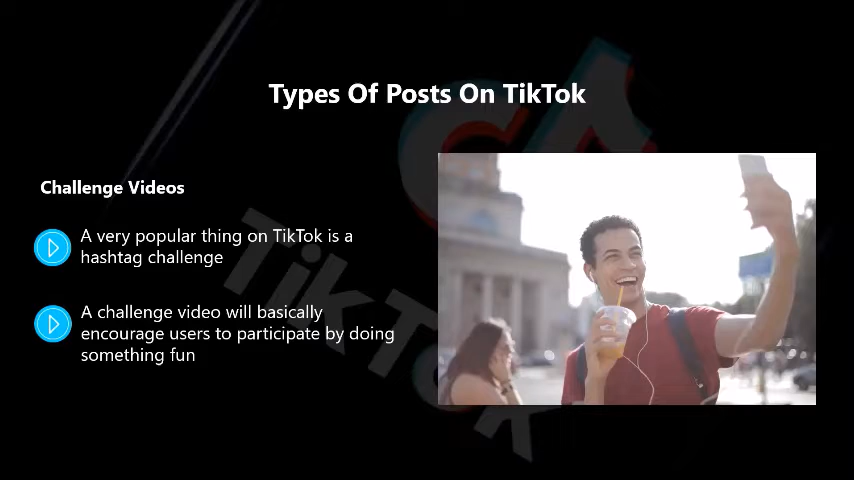 Types Of Posts On TikTok
Challenge Videos
A very popular thing on TikTok is a
hashtag challenge
A challenge video will basically
encourage users to participate by doing
something fun
TikTok